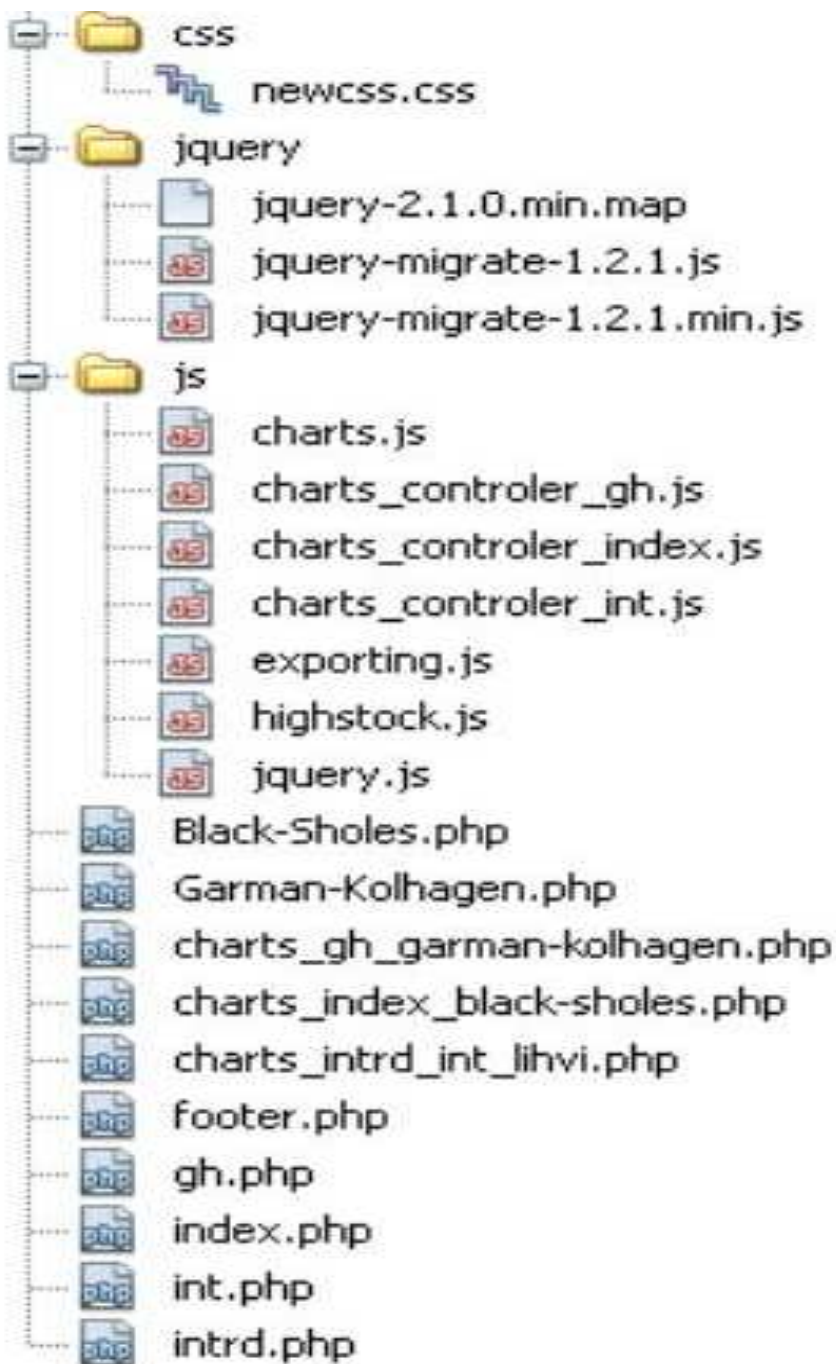 css
newcss.css
jquery
jquery-2.1.0.min.map
jquery-migrate-1.2.1.js
jquery-migrate-1.2.1.min.js
js
charts.js
charts_controler_gh.js
charts_controler_index.js
charts_controler_int.js
exporting.js
highstock.js
jquery.js
Black-Sholes.php
Garman-Kolhagen.php
charts_gh_garman-kolhagen.php
charts_index_black-sholes.php
charts_intrd_int_lihvi.php
footer.php
gh.php
index.php
int.php
intrd.php